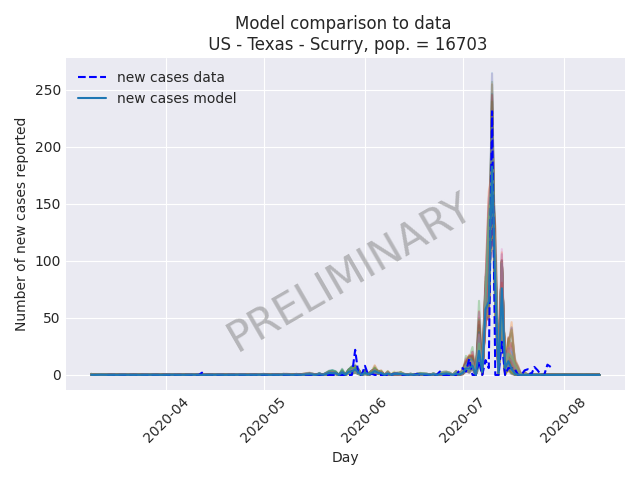 Model comparison to data
US - Texas - Scurry, pop. = 16703
new cases data
new cases model
Number of new cases reported
250
200
150
100
50
0
PRELIMINARY
2020-04
2020-05
2020-06
2020-07
2020-08
Day